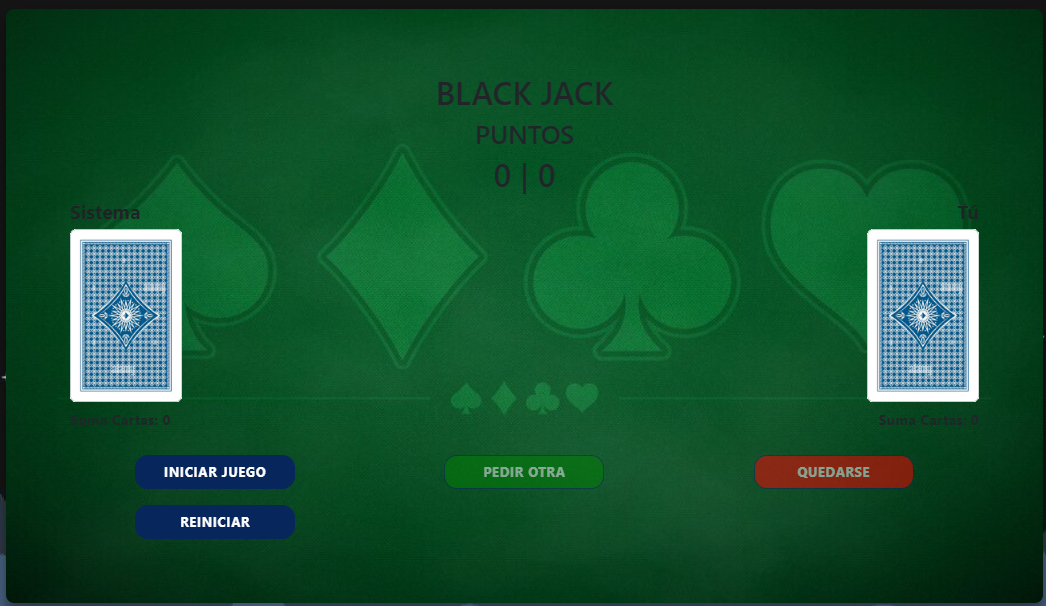 BLACK JACK
PUNTOS
0 | 0
Sistema
Tú
Suma Cartas: 0
Suma Cartas: 0
INICIAR JUEGO
PEDIR OTRA
QUEDARSE
REINICIAR